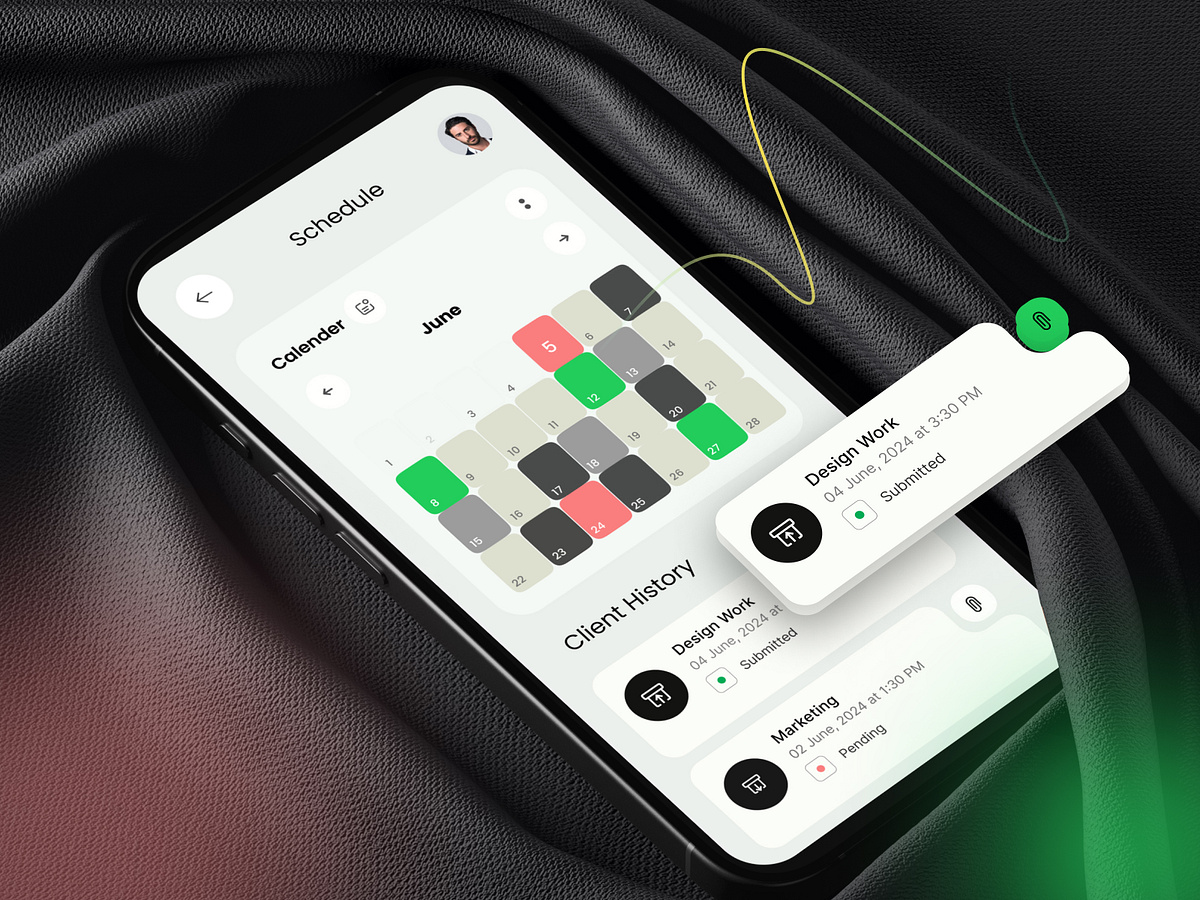 Schedule
Calender
June
1 2 3 4 5 6 7
8 9 10 11 12 13 14
15 16 17 18 19 20 21
22 23 24 25 26 27 28
Design Work
04 June, 2024 at 3:30 PM
Submitted
Client History
Design Work
04 June, 2024 at
Submitted
Marketing
02 June, 2024 at 1:30 PM
Pending